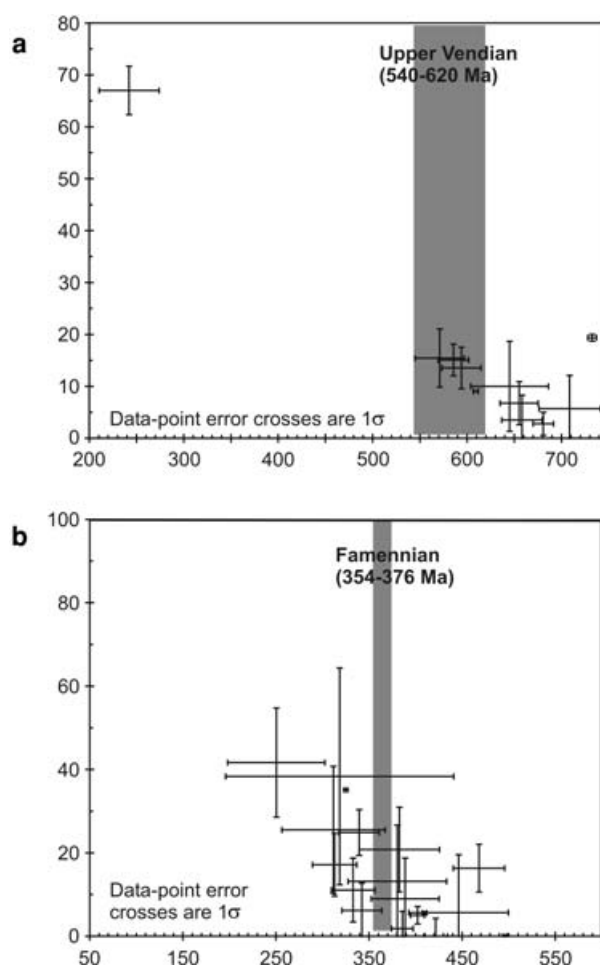 a
80
70
60
50
40
30
20
10
0
Upper Vendian
(540-620 Ma)
Data-point error crosses are 1σ
200 300 400 500 600 700
b
100
80
60
40
20
0
Famennian
(354-376 Ma)
Data-point error
crosses are 1σ
50 150 250 350 450 550